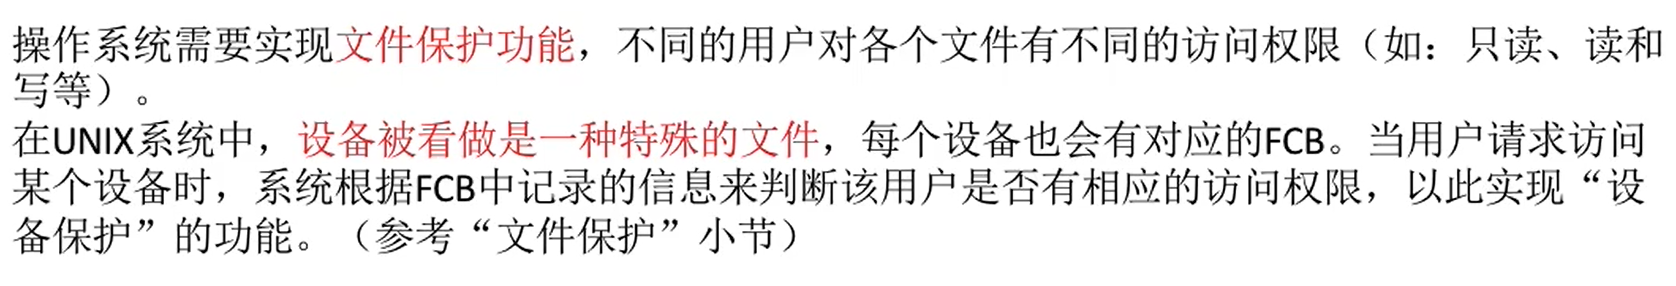 操作系统需要实现文件保护功能，不同的用户对各个文件有不同的访问权限（如：只读、读和
写等）。
在UNIX系统中，设备被看做是一种特殊的文件，每个设备也会有对应的FCB。当用户请求访问
某个设备时，系统根据FCB中记录的信息来判断该用户是否有相应的访问权限，以此实现“设
备保护”的功能。（参考“文件保护”小节）